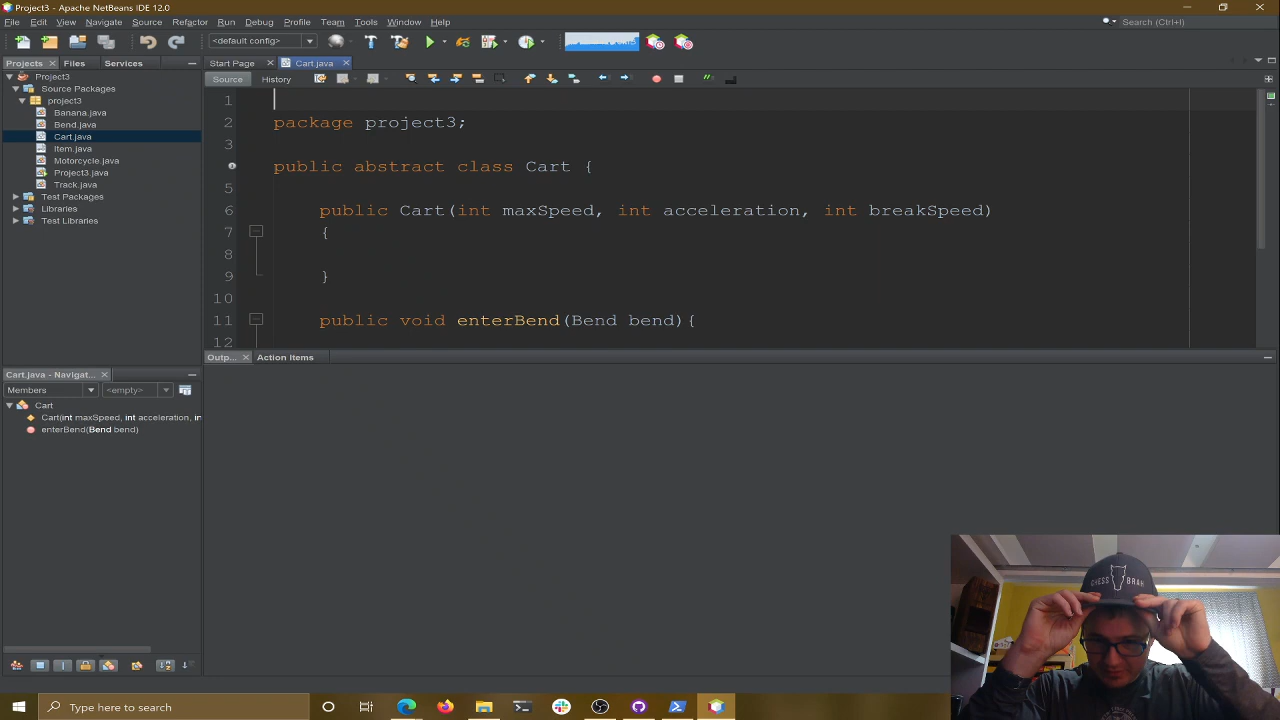 Project3 - Apache NetBeans IDE 12.0
File Edit View Navigate Source Refactor Run Debug Profile Team Tools Window Help
Search (Ctrl+I)
<default config>
Projects Files Services
Start Page Cart.java
Project3
Source Packages
project3
Banana.java
Bend.java
Cart.java
Item.java
Motorcycle.java
Project3.java
Track.java
Test Packages
Libraries
Test Libraries
Source History
1
2 package project3;
3
public abstract class Cart {
5
6 public Cart(int maxSpeed, int acceleration, int breakSpeed)
7 {
8
9 }
10
11 public void enterBend(Bend bend){
12
Outp... Action Items
Cart.java - Navigat...
Members <empty>
Cart
Cart(int maxSpeed, int acceleration, in
enterBend(Bend bend)
CHESS BRAH
Type here to search